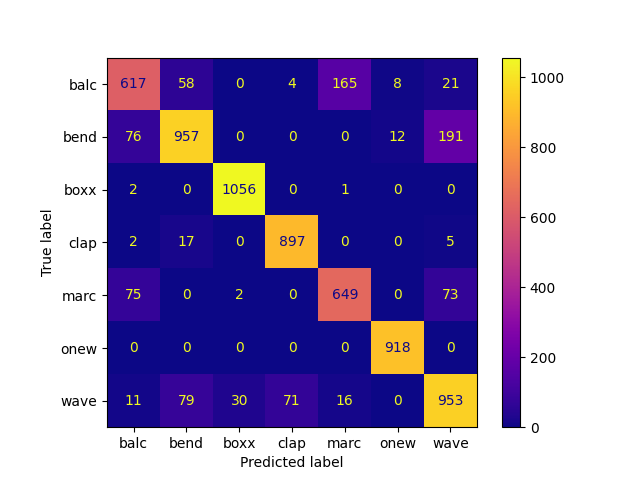 balc 617 58 0 4 165 8 21
bend 76 957 0 0 0 12 191
boxx 2 0 1056 0 1 0 0
clap 2 17 0 897 0 0 5
marc 75 0 2 0 649 0 73
onew 0 0 0 0 0 918 0
wave 11 79 30 71 16 0 953
balc bend boxx clap marc onew wave
Predicted label
True label
1000
800
600
400
200
0